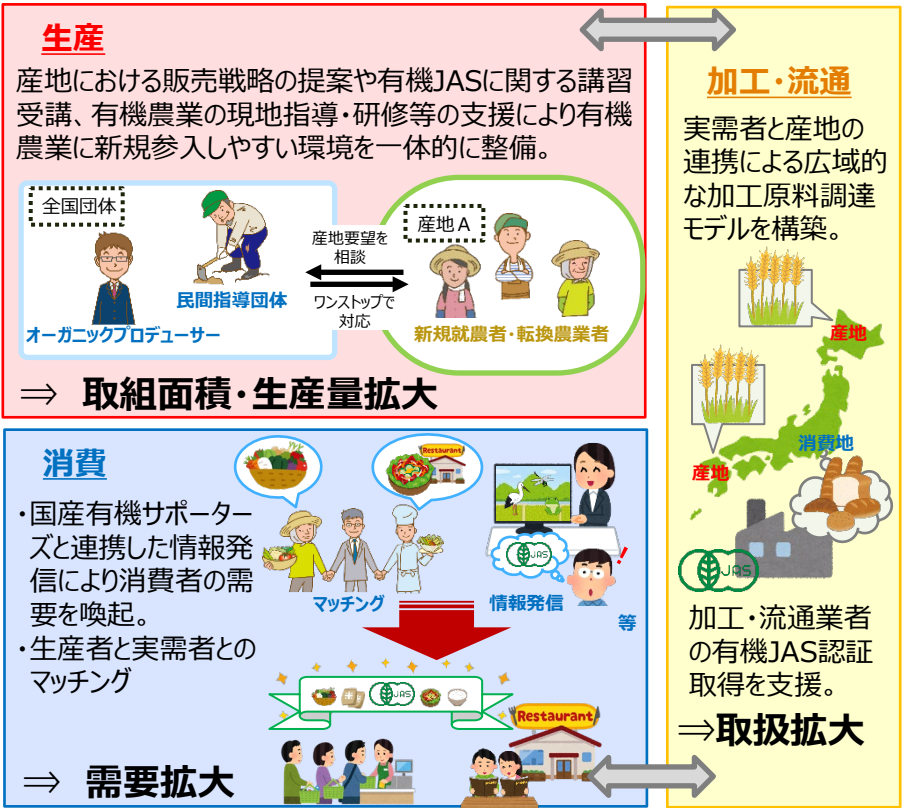 生産
産地における販売戦略の提案や有機JASに関する講習
受講、有機農業の現地指導・研修等の支援により有機
農業に新規参入しやすい環境を一体的に整備。
全国団体
民間指導団体
オーガニックプロデューサー
産地要望を
相談
ワンストップで
対応
産地A
新規就農者・転換農業者
⇒ 取組面積・生産量拡大
消費
・国産有機サポーター
ズと連携した情報発
信により消費者の需
要を喚起。
・生産者と実需者との
マッチング
Restaurant
マッチング
JAS
情報発信
等
JAS
Restaurant
⇒ 需要拡大
加工・流通
実需者と産地の
連携による広域的
な加工原料調達
モデルを構築。
産地
消費地
産地
JAS
加工・流通業者
の有機JAS認証
取得を支援。
⇒取扱拡大